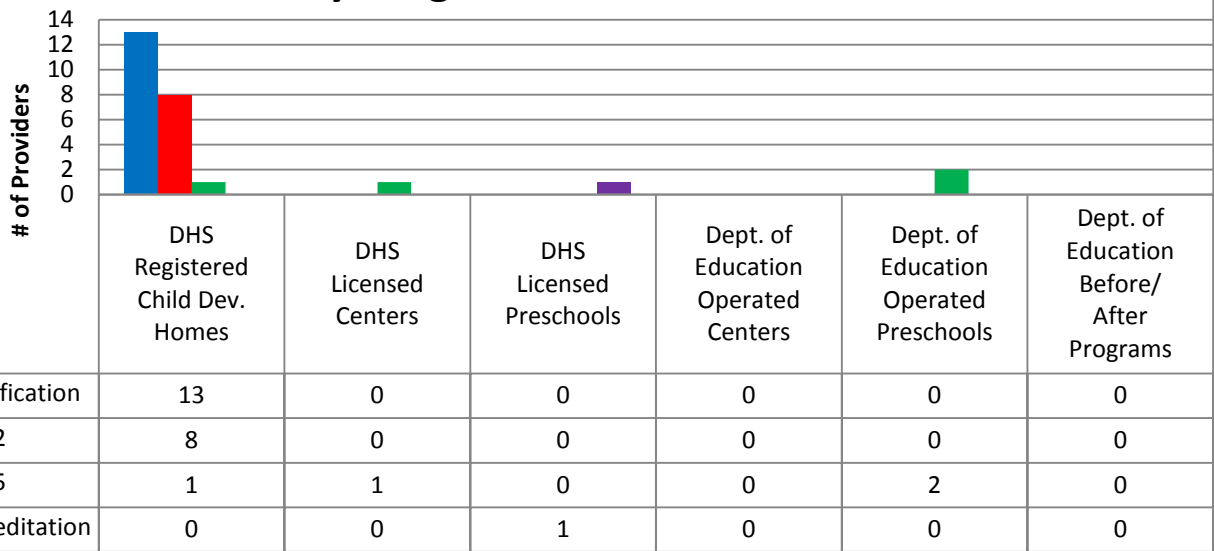 14
12
10
8
6
4
2
0
# of Providers
DHS
Registered
Child Dev.
Homes
DHS
Licensed
Centers
DHS
Licensed
Preschools
Dept. of
Education
Operated
Centers
Dept. of
Education
Operated
Preschools
Dept. of
Education
Before/
After
Programs
13 0 0 0 0 0
2 8 0 0 0 0 0
5 1 1 0 0 2 0
0 0 1 0 0 0